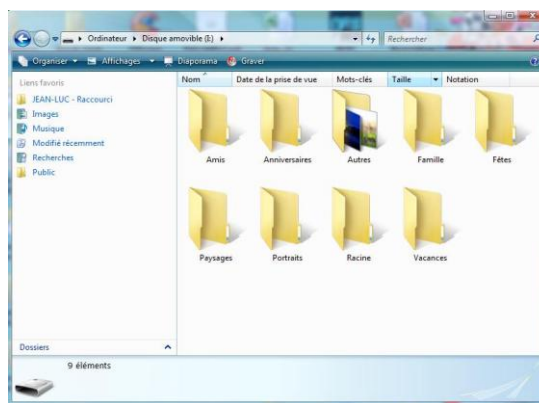 Ordinateur Disque amovible (E:)
Rechercher
Organiser Affichages Diaporama Graver
Liens favoris
JEAN-LUC - Raccourci
Images
Musique
Modifié récemment
Recherches
Public
Dossiers
Nom Date de la prise de vue Mots-clés Taille Notation
Amis Anniversaires Autres Famille Fêtes
Paysages Portraits Racine Vacances
9 éléments